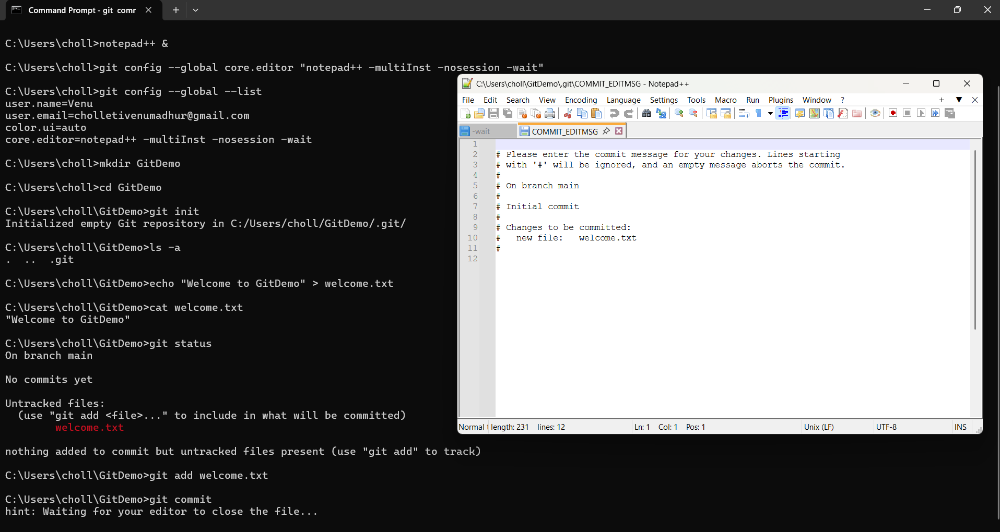 Command Prompt - git comr
C:\Users\choll>notepad++ &
C:\Users\choll>git config --global core.editor "notepad++ -multiInst -nosession -wait"
C:\Users\choll>git config --global --list
user.name=Venu
user.email=cholletivenumadhur@gmail.com
color.ui=auto
core.editor=notepad++ -multiInst -nosession -wait
C:\Users\choll>mkdir GitDemo
C:\Users\choll>cd GitDemo
C:\Users\choll\GitDemo>git init
Initialized empty Git repository in C:/Users/choll/GitDemo/.git/
C:\Users\choll\GitDemo>ls -a
.  ..  .git
C:\Users\choll\GitDemo>echo "Welcome to GitDemo" > welcome.txt
C:\Users\choll\GitDemo>cat welcome.txt
"Welcome to GitDemo"
C:\Users\choll\GitDemo>git status
On branch main
No commits yet
Untracked files:
  (use "git add <file>..." to include in what will be committed)
        welcome.txt
nothing added to commit but untracked files present (use "git add" to track)
C:\Users\choll\GitDemo>git add welcome.txt
C:\Users\choll\GitDemo>git commit
hint: Waiting for your editor to close the file...
C:\Users\choll\GitDemo\.git\COMMIT_EDITMSG - Notepad++
File Edit Search View Encoding Language Settings Tools Macro Run Plugins Window ?
-wait COMMIT_EDITMSG
1
2 # Please enter the commit message for your changes. Lines starting
3 # with '#' will be ignored, and an empty message aborts the commit.
4 #
5 # On branch main
6 #
7 # Initial commit
8 #
9 # Changes to be committed:
10 #   new file:   welcome.txt
11 #
12
Normal t length: 231 lines: 12 Ln: 1 Col: 1 Pos: 1 Unix (LF) UTF-8 INS